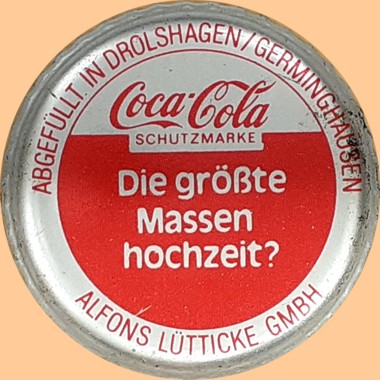 ABGEFÜLLT IN DROLSHAGEN/GERMINGHAUSEN
Coca-Cola
SCHUTZMARKE
Die größte
Massen
hochzeit?
ALFONS LÜTTICKE GMBH